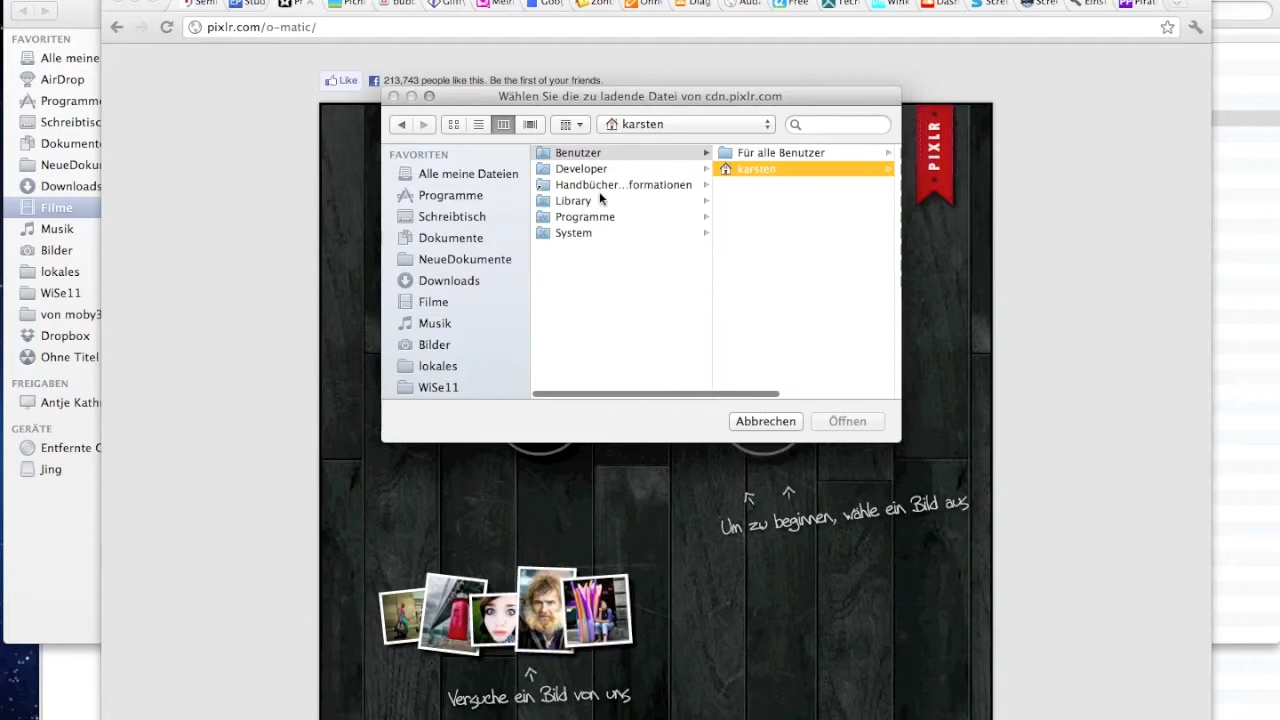 pixlr.com/o-matic/
FAVORITEN
Alle meine
AirDrop
Programme
Schreibtisc
Dokumente
NeueDokum
Downloads
Filme
Musik
Bilder
lokales
WiSe11
von moby3
Dropbox
Ohne Titel
FREIGABEN
Antje Kath
GERÄTE
Entfernte C
Jing
Like
213,743 people like this. Be the first of your friends.
Wählen Sie die zu ladende Datei von cdn.pixlr.com
karsten
FAVORITEN
Alle meine Dateien
Programme
Schreibtisch
Dokumente
NeueDokumente
Downloads
Filme
Musik
Bilder
lokales
WiSe11
Benutzer
Developer
Handbücher...formationen
Library
Programme
System
Für alle Benutzer
karsten
Abbrechen
Öffnen
PIXLR
Um zu beginnen, wähle ein Bild aus
Versuche ein Bild von uns